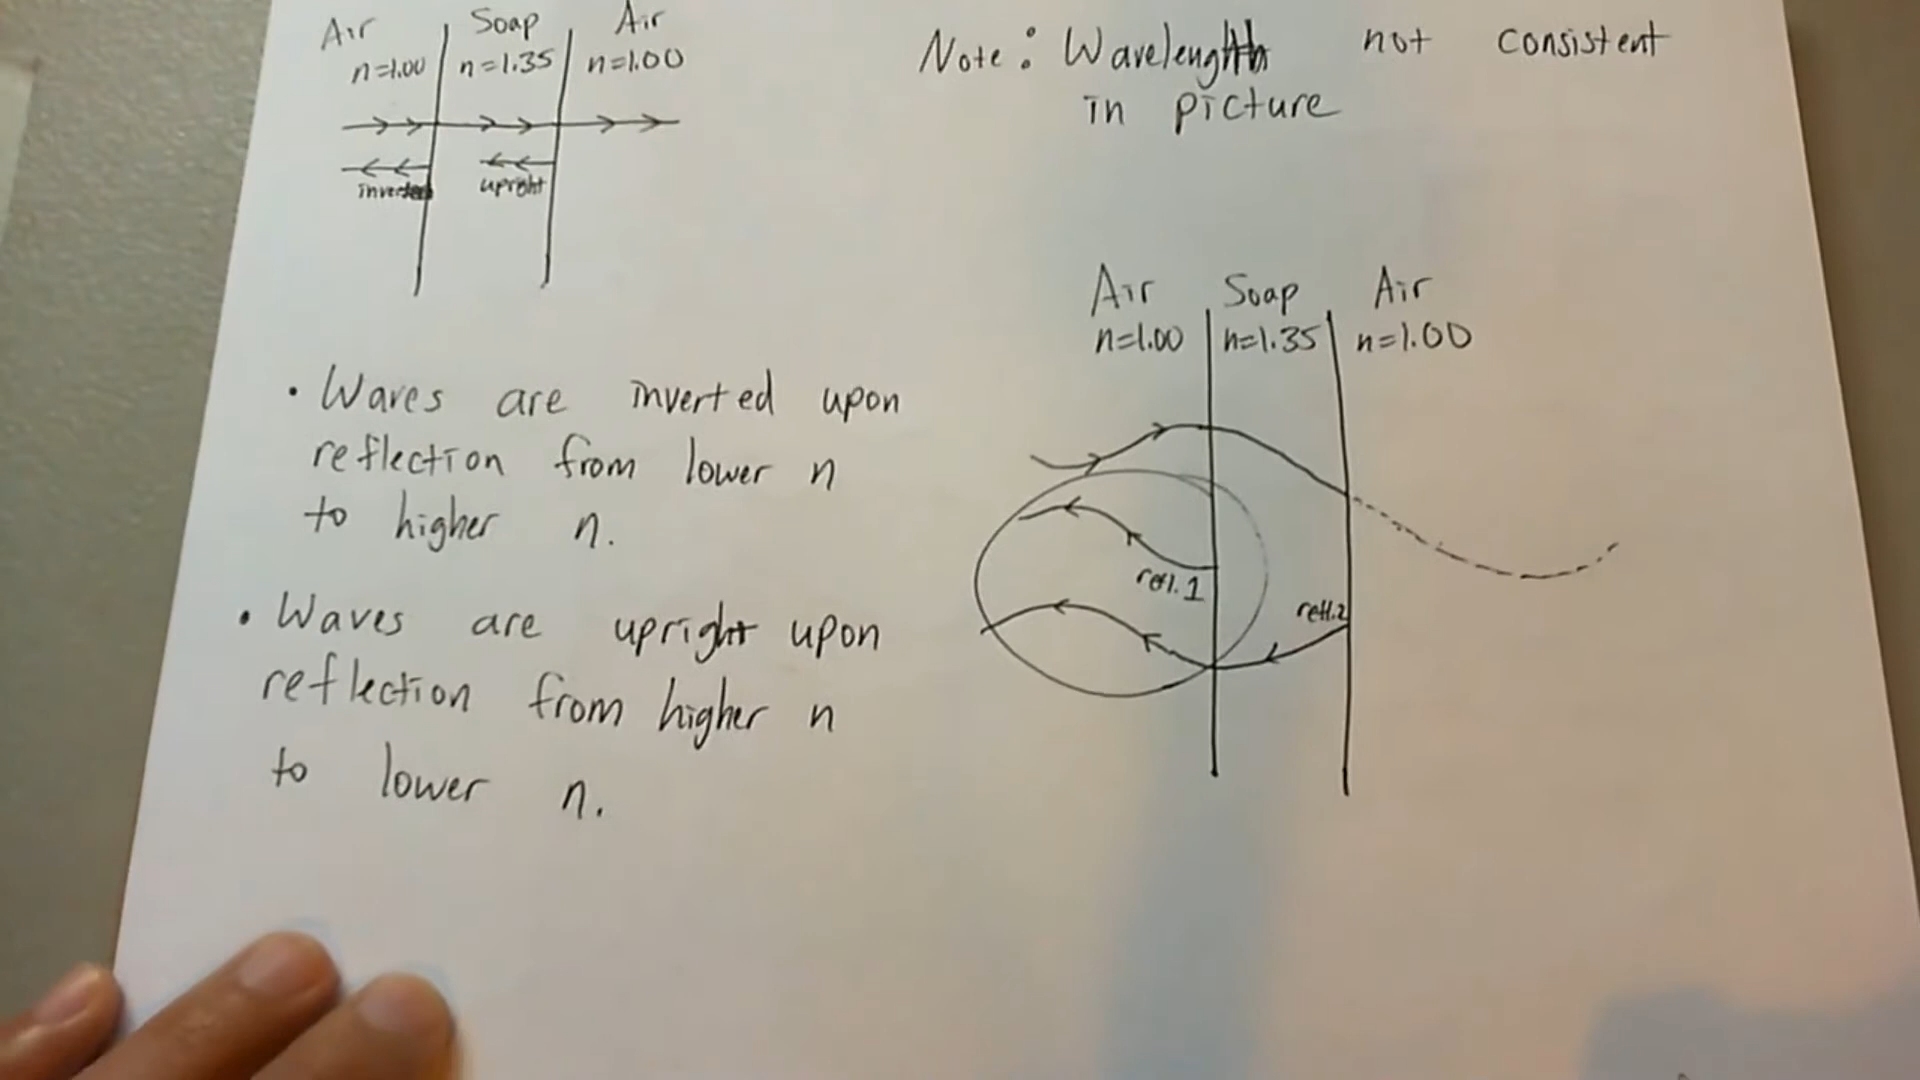 Air Soap Air
n=1.00 n=1.35 n=1.00
inverted upright
Note: Wavelength not consistent
in picture
• Waves are inverted upon
reflection from lower n
to higher n.
• Waves are upright upon
reflection from higher n
to lower n.
Air Soap Air
n=1.00 n=1.35 n=1.00
refl.1
refl.2